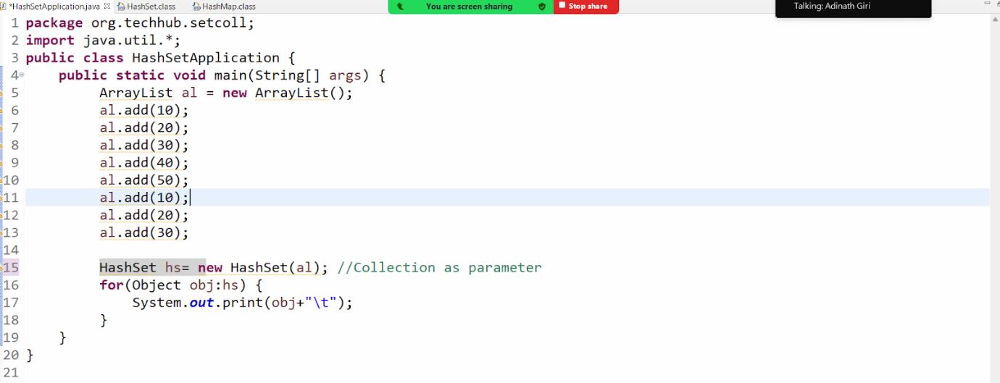 *HashSetApplication.java HashSet.class HashMap.class You are screen sharing Stop share Talking: Adinath Giri
1 package org.techhub.setcoll;
2 import java.util.*;
3 public class HashSetApplication {
4 public static void main(String[] args) {
5 ArrayList al = new ArrayList();
6 al.add(10);
7 al.add(20);
8 al.add(30);
9 al.add(40);
10 al.add(50);
11 al.add(10);
12 al.add(20);
13 al.add(30);
14
15 HashSet hs= new HashSet(al); //Collection as parameter
16 for(Object obj:hs) {
17 System.out.print(obj+"\t");
18 }
19 }
20 }
21